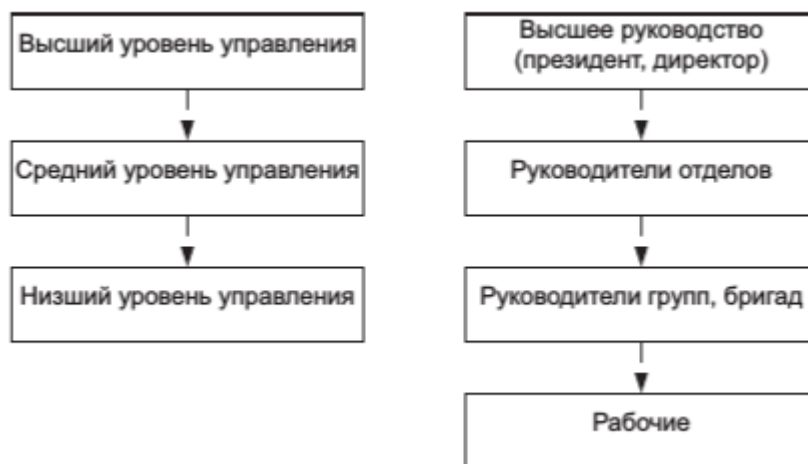 Высший уровень управления
Средний уровень управления
Низший уровень управления
Высшее руководство
(президент, директор)
Руководители отделов
Руководители групп, бригад
Рабочие